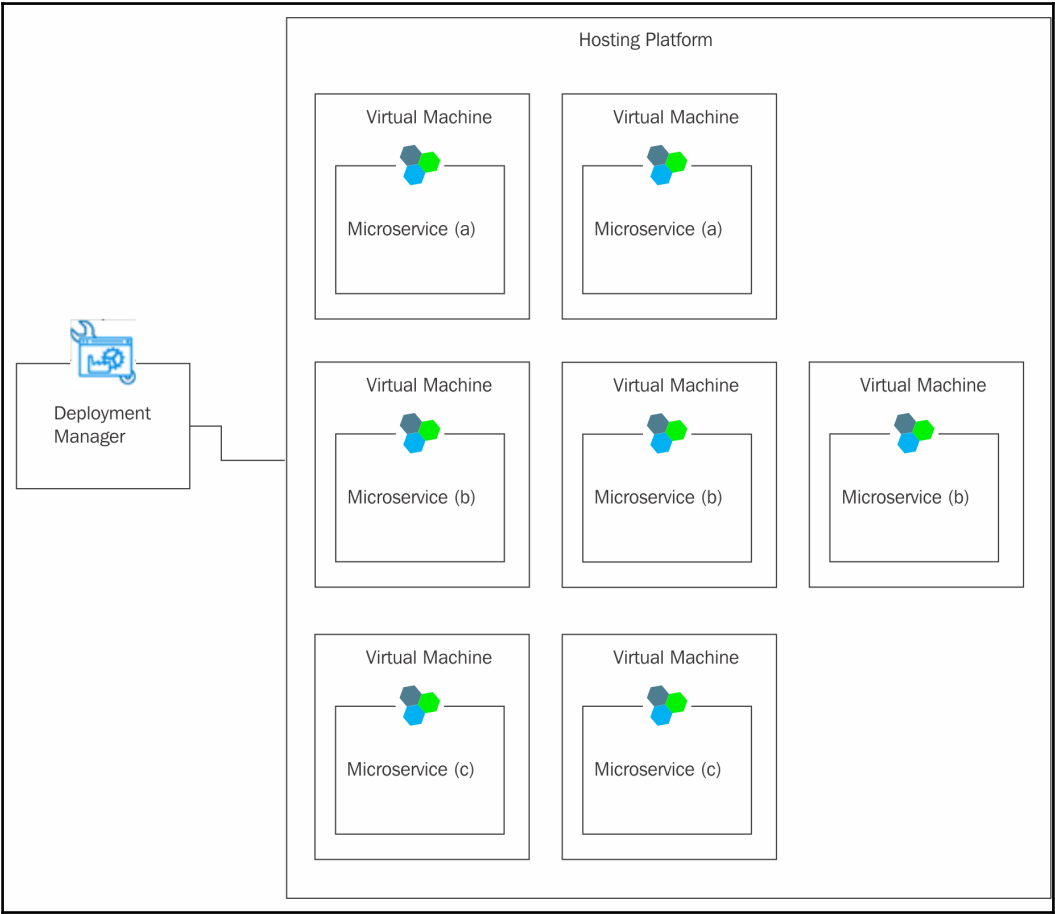 Hosting Platform
Virtual Machine
Virtual Machine
Microservice (a)
Microservice (a)
Deployment
Manager
Virtual Machine
Virtual Machine
Virtual Machine
Microservice (b)
Microservice (b)
Microservice (b)
Virtual Machine
Virtual Machine
Microservice (c)
Microservice (c)